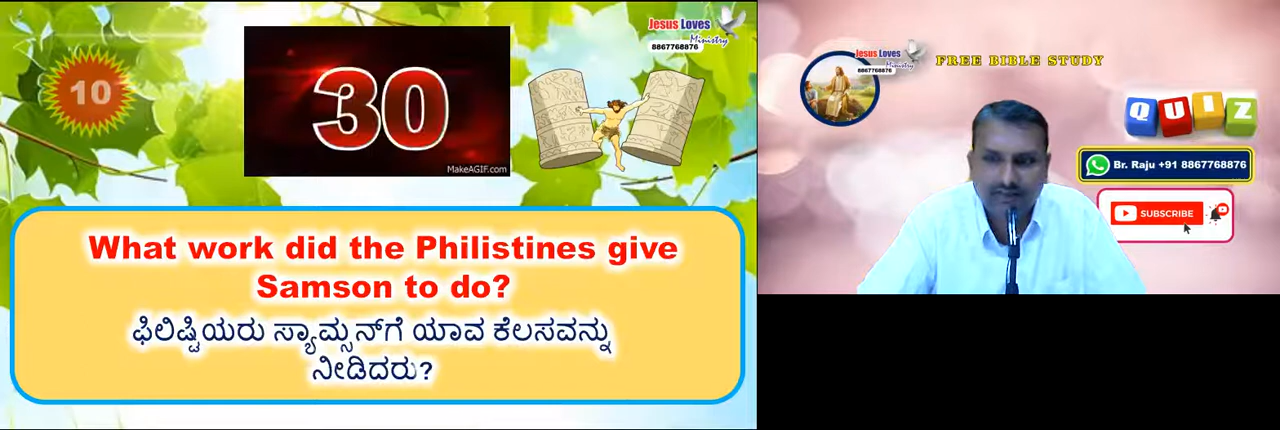 10
30
MakeAGIF.com
Jesus Loves
Ministry
8867768876
What work did the Philistines give
Samson to do?
ಫಿಲಿಷ್ಟಿಯರು ಸ್ಯಾಮ್ಸನ್‌ಗೆ ಯಾವ ಕೆಲಸವನ್ನು
ನೀಡಿದರು?
Jesus Loves
Ministry
8867768876
FREE BIBLE STUDY
QUIZ
Br. Raju +91 8867768876
SUBSCRIBE